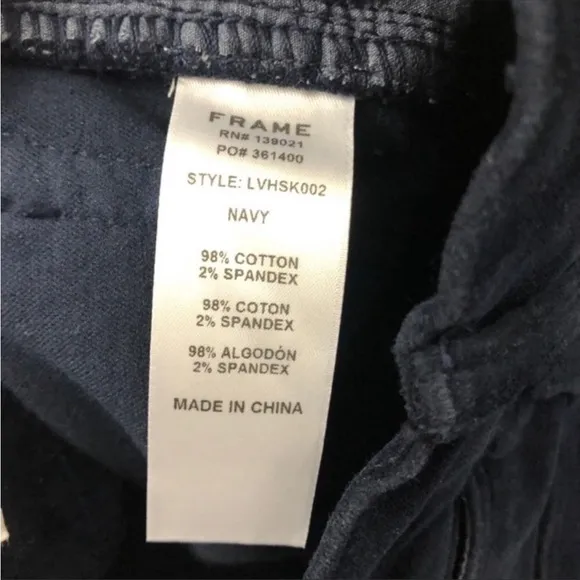 FRAME
RN# 139021
PO# 361400
STYLE: LVHSK002
NAVY
98% COTTON
2% SPANDEX
98% COTON
2% SPANDEX
98% ALGODÓN
2% SPANDEX
MADE IN CHINA